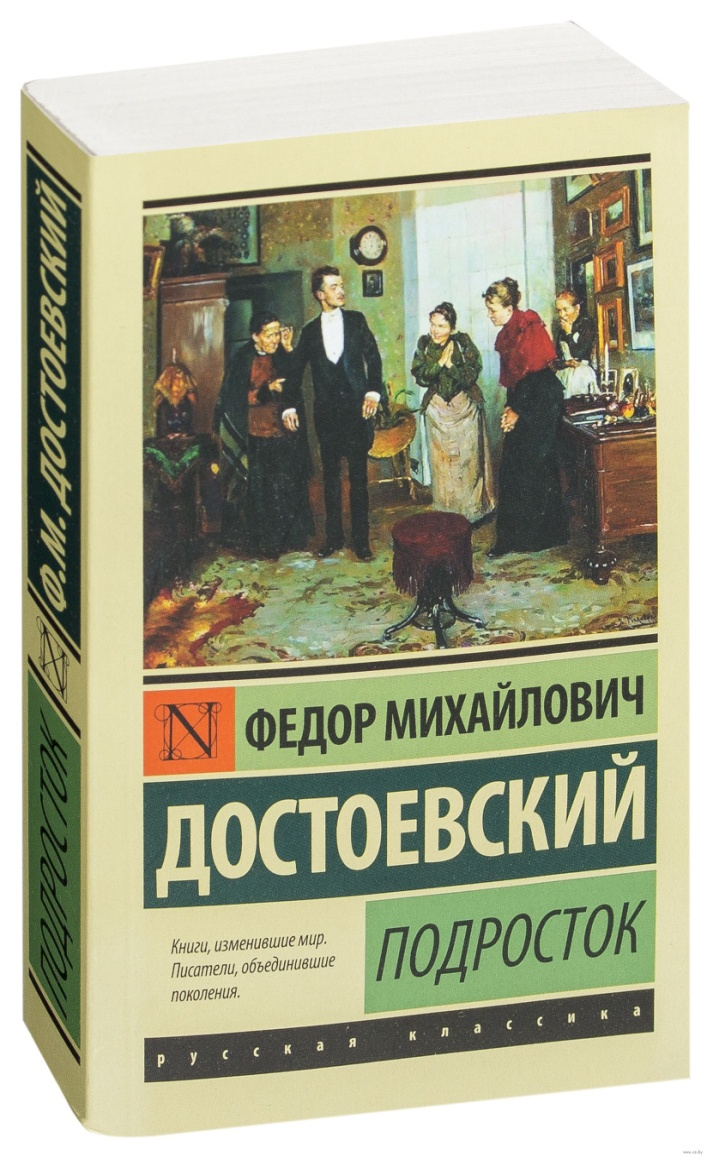 Ф.М. ДОСТОЕВСКИЙ
N
ПОДРОСТОК
N
ФЕДОР МИХАЙЛОВИЧ
ДОСТОЕВСКИЙ
Книги, изменившие мир.
Писатели, объединившие
поколения.
ПОДРОСТОК
русская классика